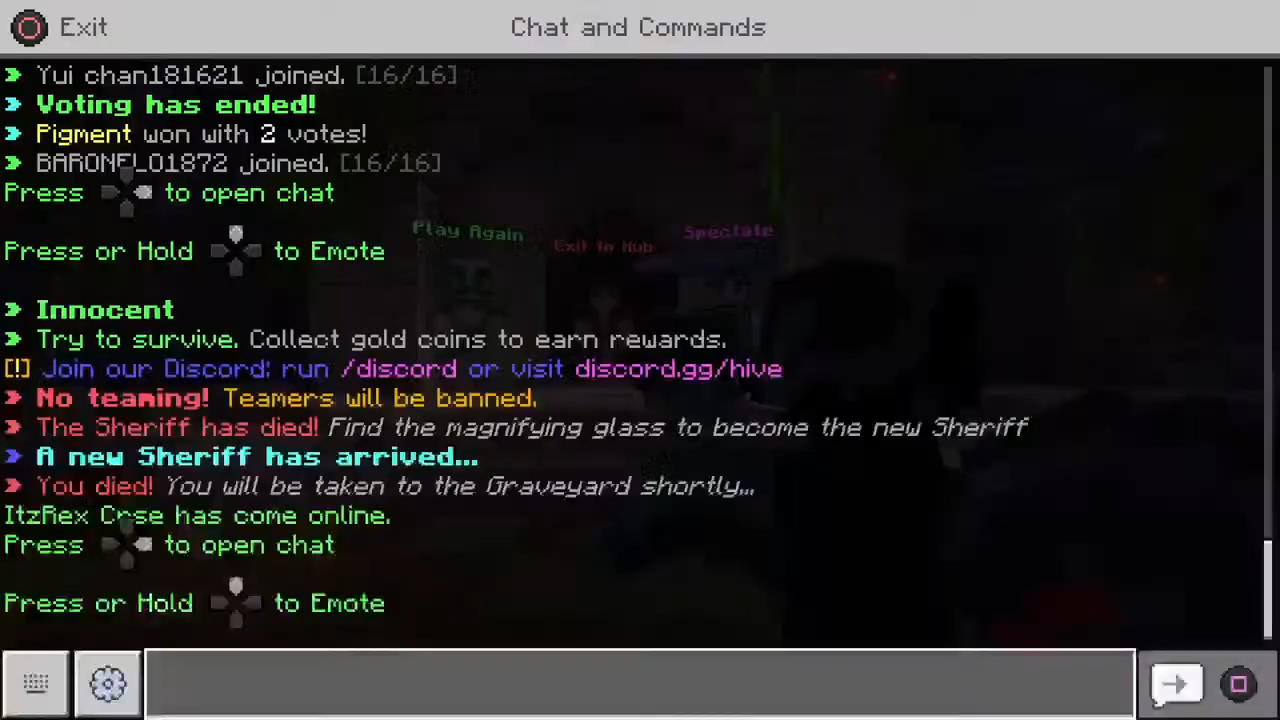 Exit
Chat and Commands
Yui chan181621 joined. [16/16]
Voting has ended!
Pigment won with 2 votes!
BARONELO1872 joined. [16/16]
Press to open chat
Play Again
Exit to Hub
Spectate
Press or Hold to Emote
Innocent
Try to survive. Collect gold coins to earn rewards.
[!] Join our Discord: run /discord or visit discord.gg/hive
No teaming! Teamers will be banned.
The Sheriff has died! Find the magnifying glass to become the new Sheriff
A new Sheriff has arrived...
You died! You will be taken to the Graveyard shortly...
ItzRex Cnse has come online.
Press to open chat
Press or Hold to Emote